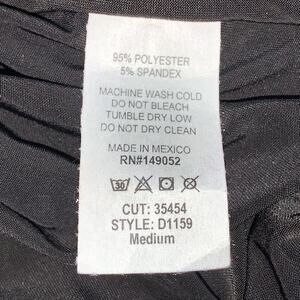 95% POLYESTER
5% SPANDEX
MACHINE WASH COLD
DO NOT BLEACH
TUMBLE DRY LOW
DO NOT DRY CLEAN
MADE IN MEXICO
RN#149052
30
CUT: 35454
STYLE: D1159
Medium